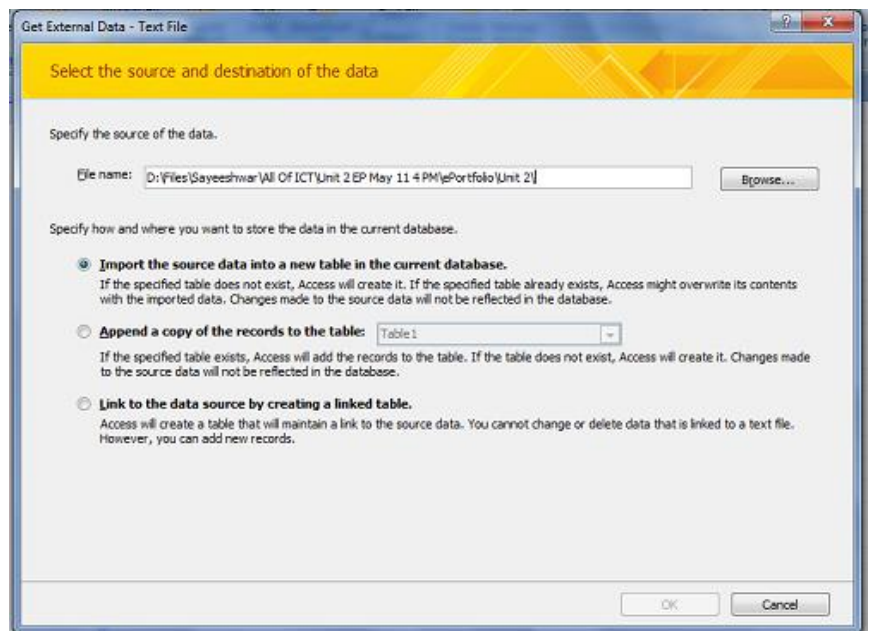 Get External Data - Text File
Select the source and destination of the data
Specify the source of the data.
File name: D:\Files\Sayeeshwar\All Of ICT\Unit 2 EP May 11 4 PM\ePortfolio\Unit 2\ Browse...
Specify how and where you want to store the data in the current database.
Import the source data into a new table in the current database.
If the specified table does not exist, Access will create it. If the specified table already exists, Access might overwrite its contents
with the imported data. Changes made to the source data will not be reflected in the database.
Append a copy of the records to the table: Table1
If the specified table exists, Access will add the records to the table. If the table does not exist, Access will create it. Changes made
to the source data will not be reflected in the database.
Link to the data source by creating a linked table.
Access will create a table that will maintain a link to the source data. You cannot change or delete data that is linked to a text file.
However, you can add new records.
OK Cancel